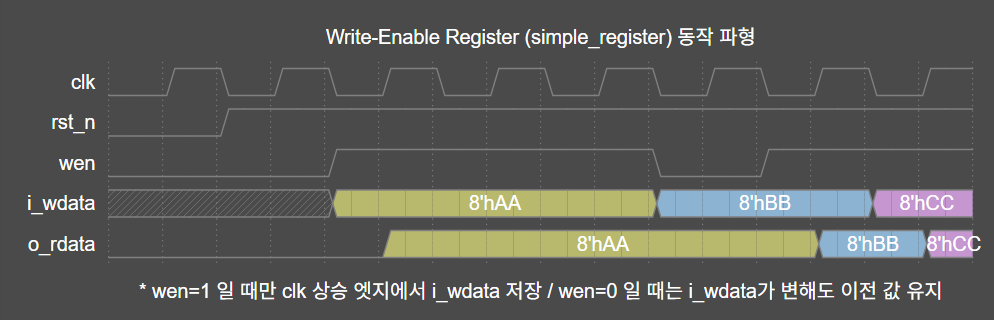 Write-Enable Register (simple_register) 동작 파형
clk
rst_n
wen
i_wdata 8'hAA 8'hBB 8'hCC
o_rdata 8'hAA 8'hBB 8'hCC
* wen=1 일 때만 clk 상승 엣지에서 i_wdata 저장 / wen=0 일 때는 i_wdata가 변해도 이전 값 유지